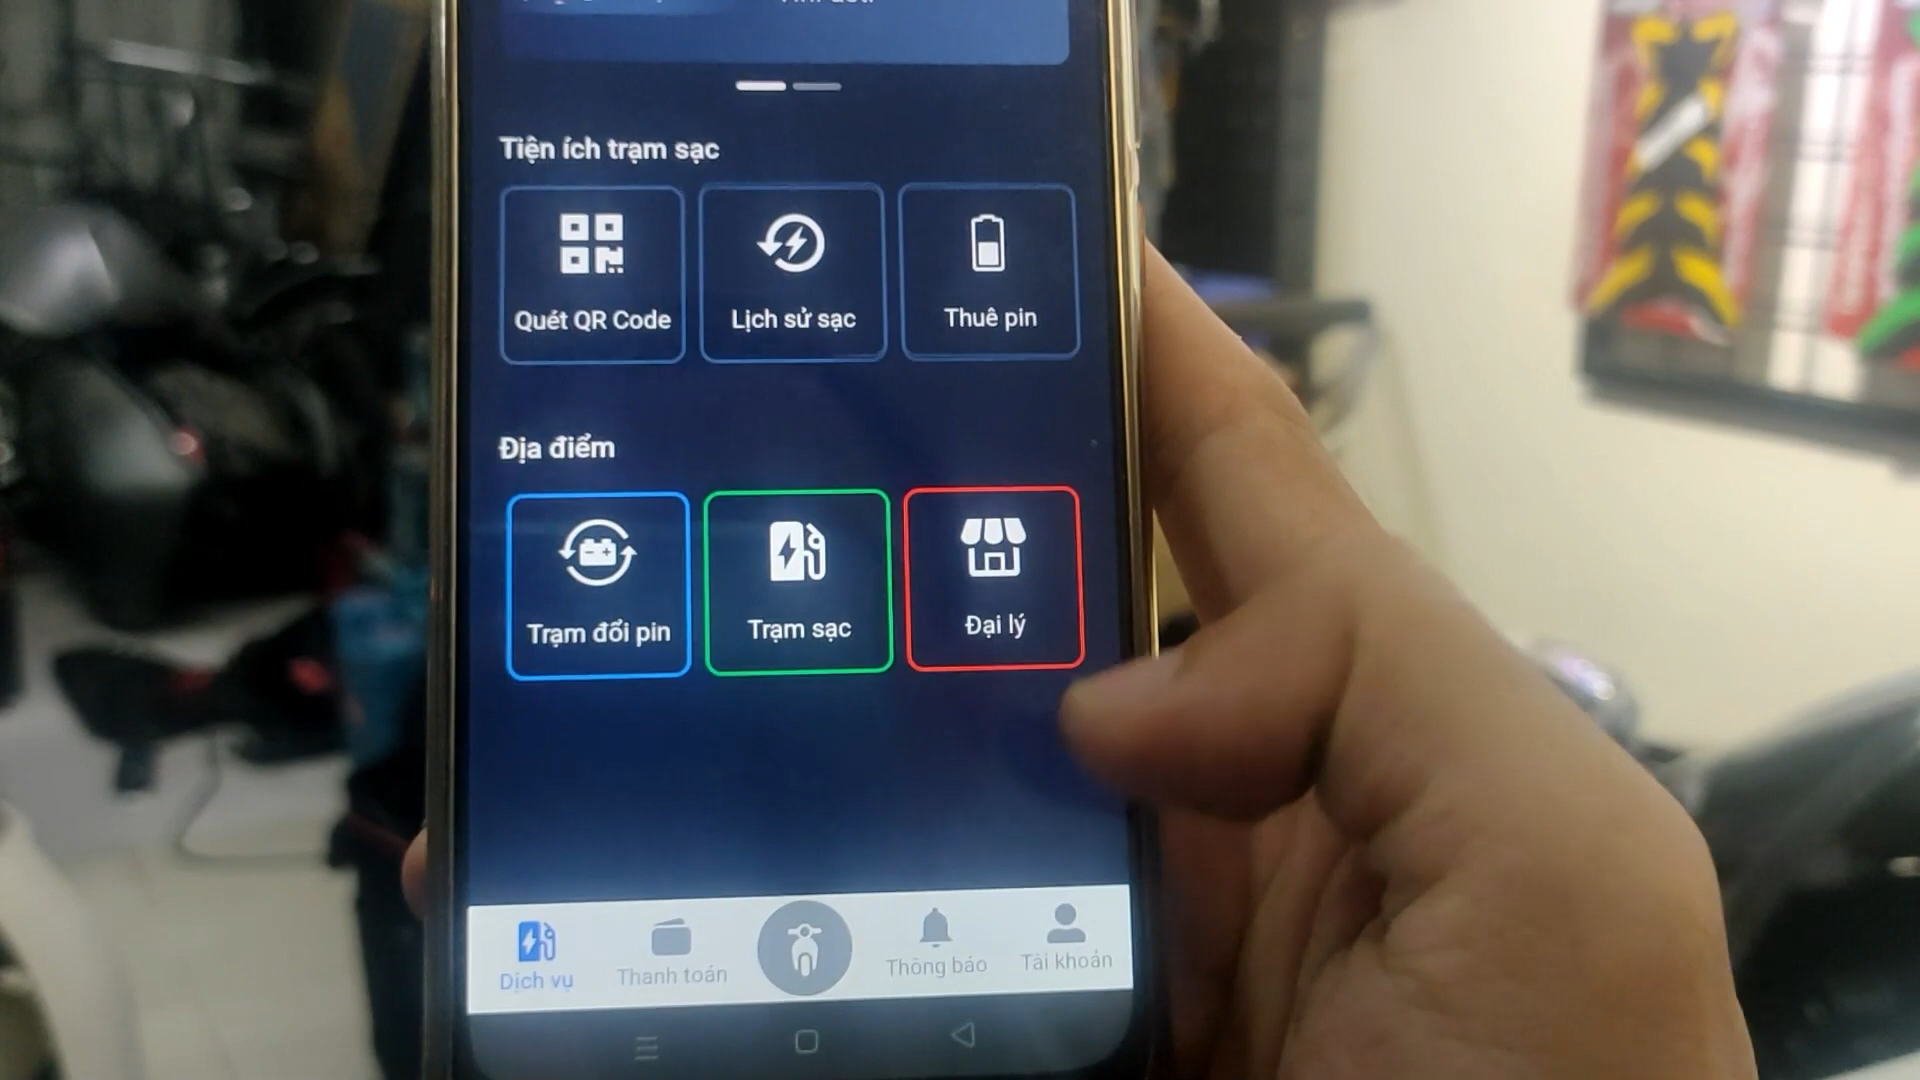 Tiện ích trạm sạc
Quét QR Code
Lịch sử sạc
Thuê pin
Địa điểm
Trạm đổi pin
Trạm sạc
Đại lý
Dịch vụ
Thanh toán
Thông báo
Tài khoản